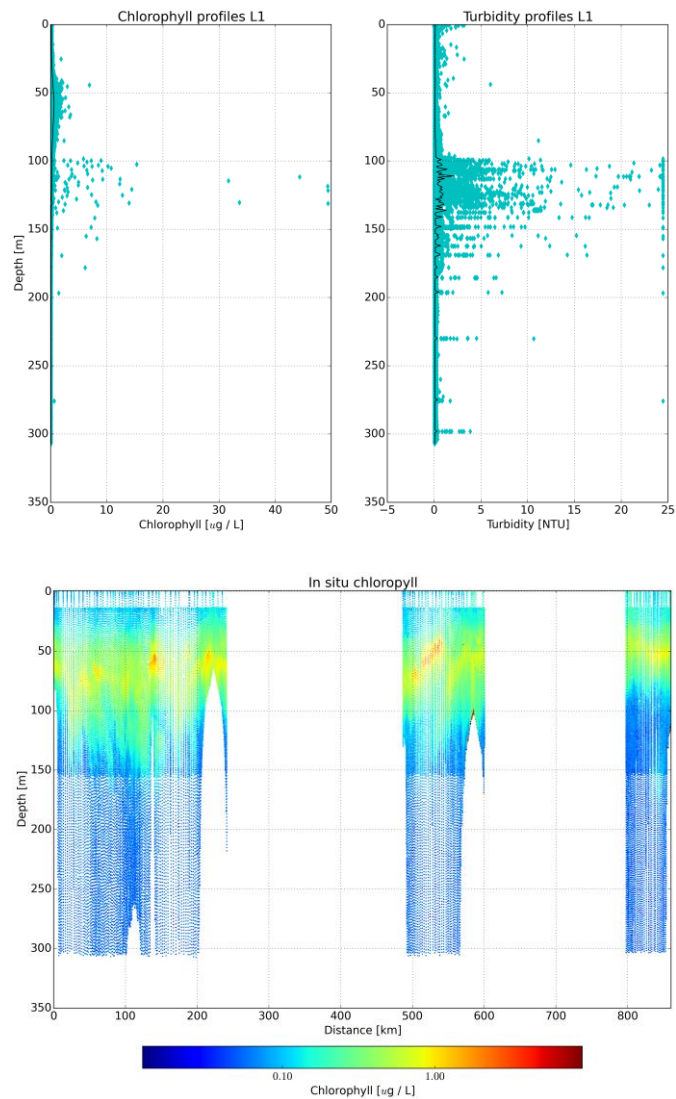 Chlorophyll profiles L1
Turbidity profiles L1
0
50
100
150
200
250
300
350
Depth [m]
0 10 20 30 40 50
Chlorophyll [ug / L]
0
50
100
150
200
250
300
350
−5 0 5 10 15 20 25
Turbidity [NTU]
In situ chloropyll
0
50
100
150
200
250
300
350
Depth [m]
0 100 200 300 400 500 600 700 800
Distance [km]
0.10 1.00
Chlorophyll [ug / L]